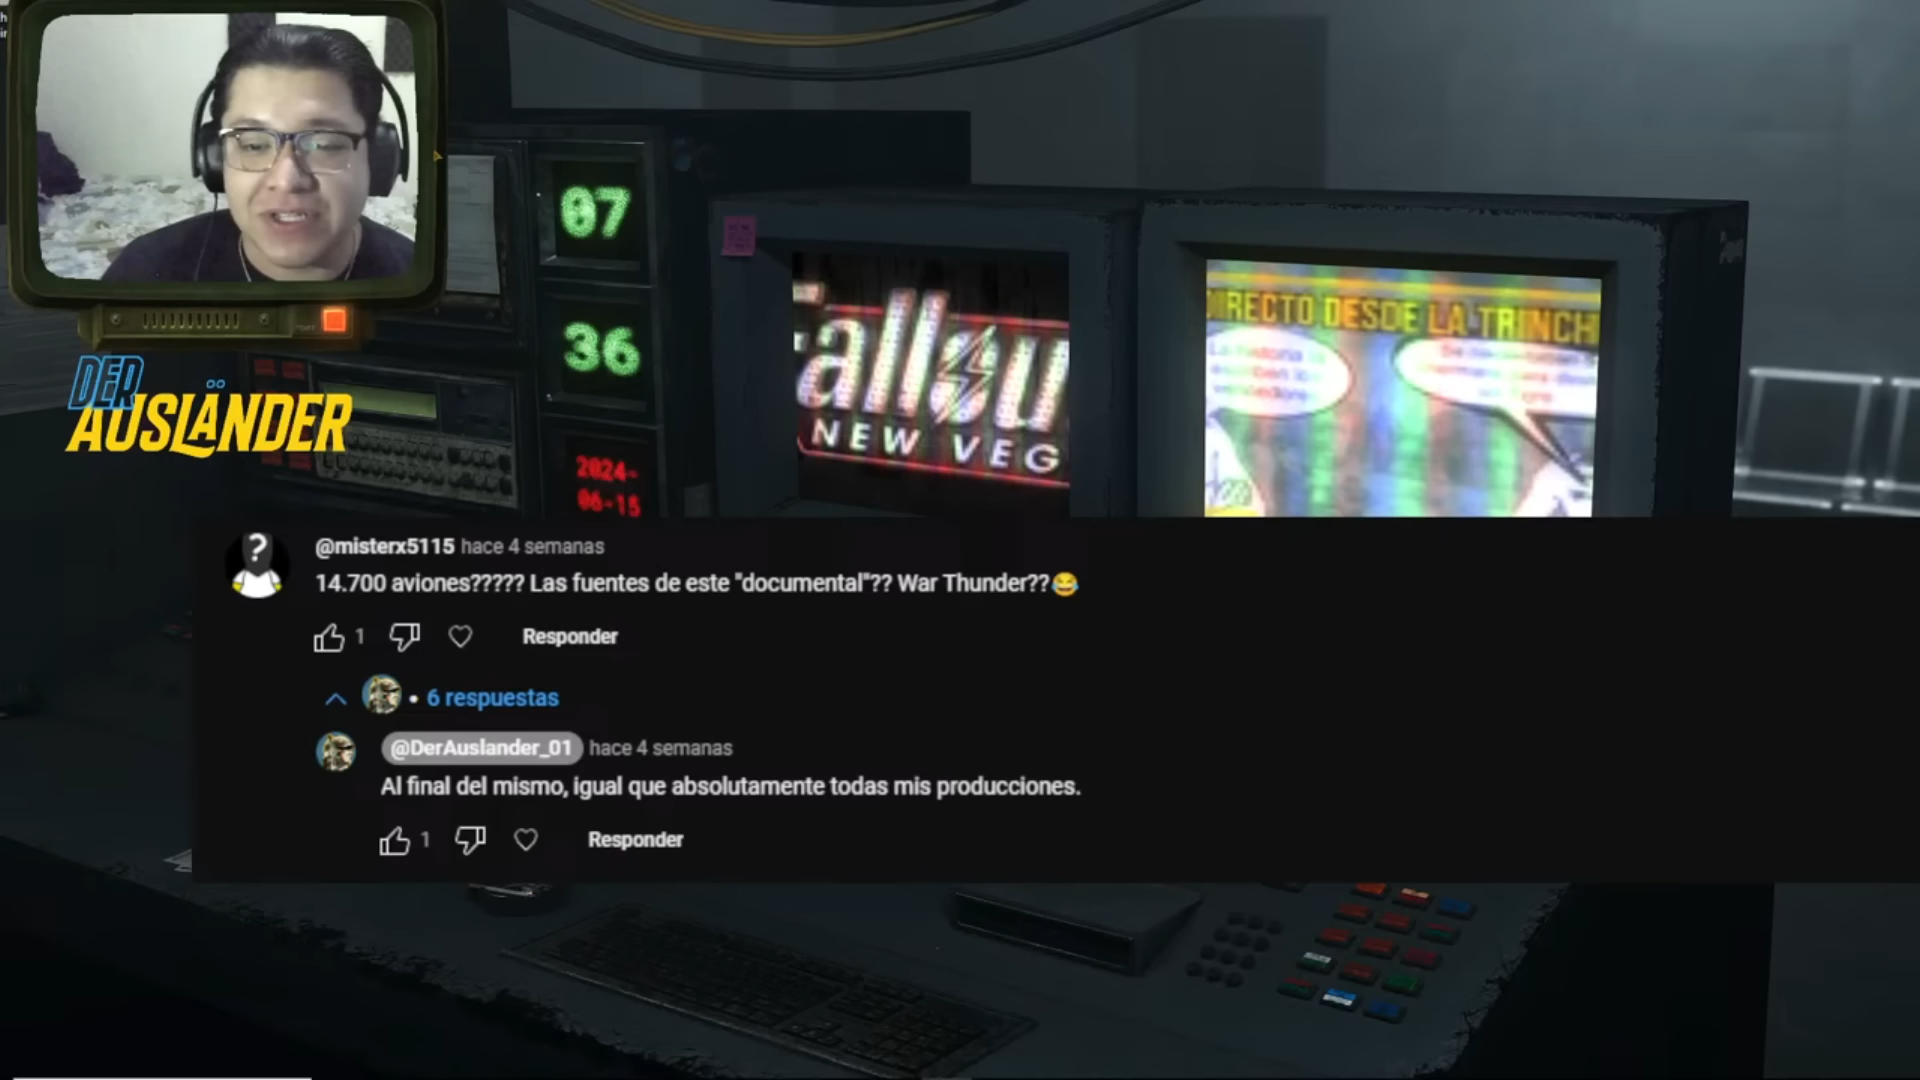 07
36
2024-
06-15
Fallou
NEW VEG
DIRECTO DESDE LA TRINCH
DER
AUSLÄNDER
@misterx5115 hace 4 semanas
14.700 aviones????? Las fuentes de este "documental"?? War Thunder??😂
1 Responder
• 6 respuestas
@DerAuslander_01 hace 4 semanas
Al final del mismo, igual que absolutamente todas mis producciones.
1 Responder